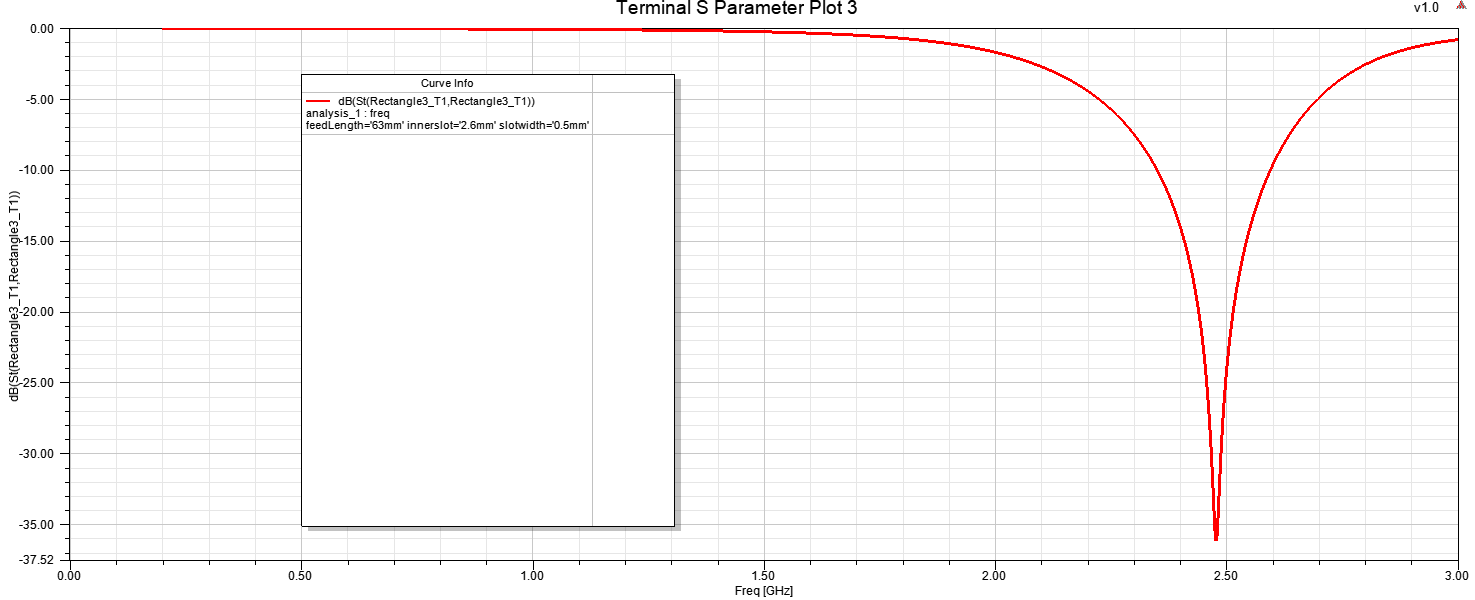 Terminal S Parameter Plot 3
v1.0
0.00
-5.00
-10.00
-15.00
-20.00
-25.00
-30.00
-35.00
-37.52
dB(St(Rectangle3_T1,Rectangle3_T1))
Curve Info
dB(St(Rectangle3_T1,Rectangle3_T1))
analysis_1 : freq
feedLength='63mm' innerslot='2.6mm' slotwidth='0.5mm'
0.00 0.50 1.00 1.50 2.00 2.50 3.00
Freq [GHz]